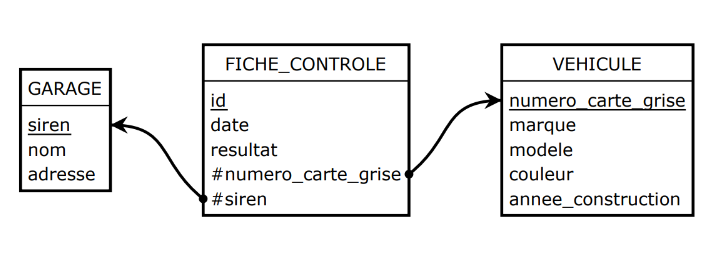 GARAGE
siren
nom
adresse
FICHE_CONTROLE
id
date
resultat
#numero_carte_grise
#siren
VEHICULE
numero_carte_grise
marque
modele
couleur
annee_construction